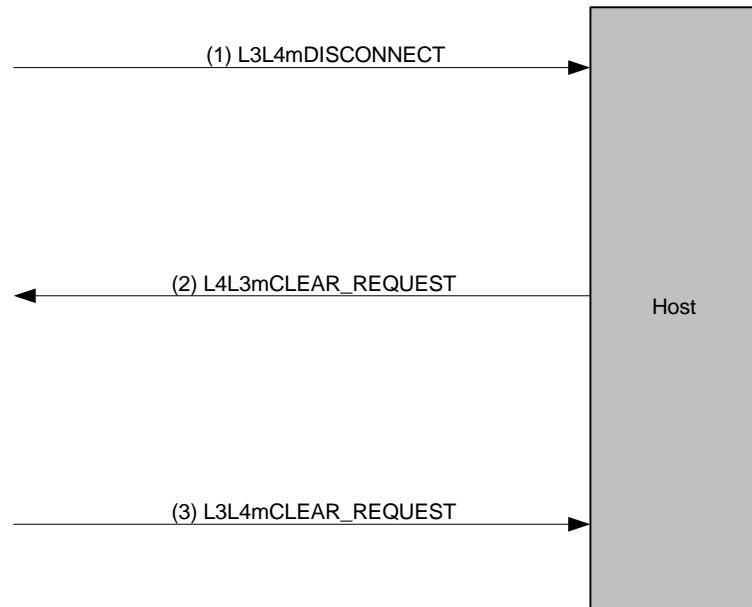 (1) L3L4mDISCONNECT
(2) L4L3mCLEAR_REQUEST
Host
(3) L3L4mCLEAR_REQUEST